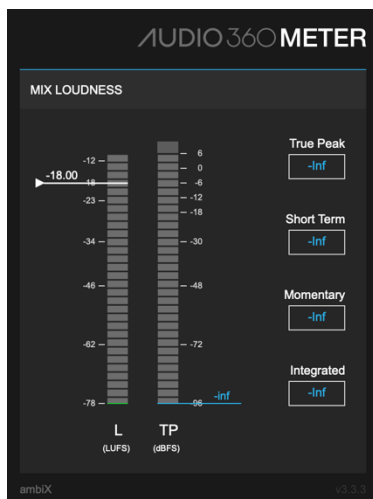 AUDIO360 METER
MIX LOUDNESS
True Peak
-Inf
Short Term
-Inf
Momentary
-Inf
Integrated
-Inf
-18.00
-12
-18
-23
-34
-46
-62
-78
6
0
-6
-12
-18
-30
-48
-72
-96
-inf
L
(LUFS)
TP
(dBFS)
ambiX
v3.3.3